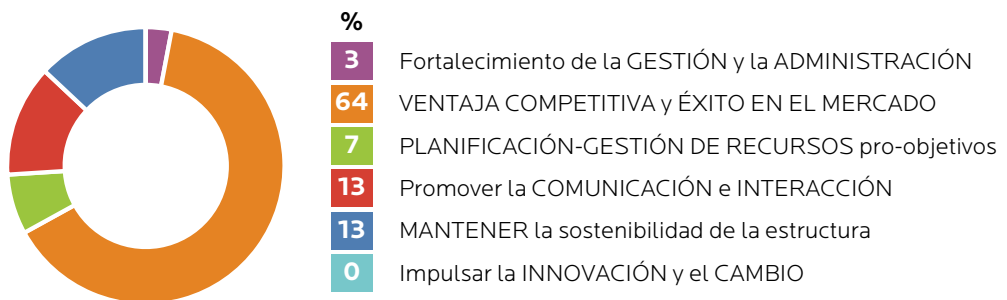 %
3 Fortalecimiento de la GESTIÓN y la ADMINISTRACIÓN
64 VENTAJA COMPETITIVA y ÉXITO EN EL MERCADO
7 PLANIFICACIÓN-GESTIÓN DE RECURSOS pro-objetivos
13 Promover la COMUNICACIÓN e INTERACCIÓN
13 MANTENER la sostenibilidad de la estructura
0 Impulsar la INNOVACIÓN y el CAMBIO